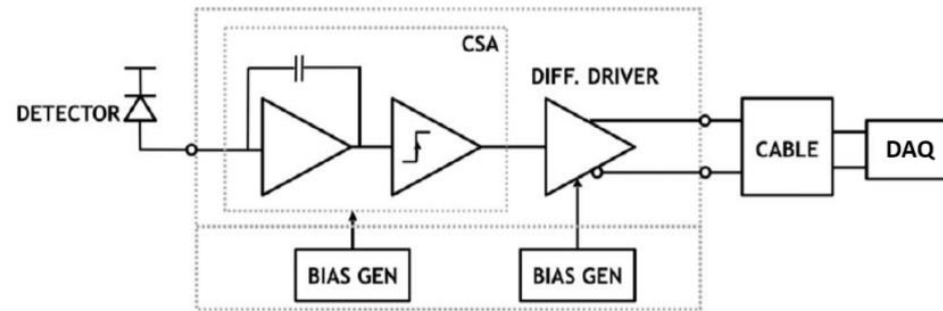 CSA
DIFF. DRIVER
DETECTOR
CABLE
DAQ
BIAS GEN
BIAS GEN